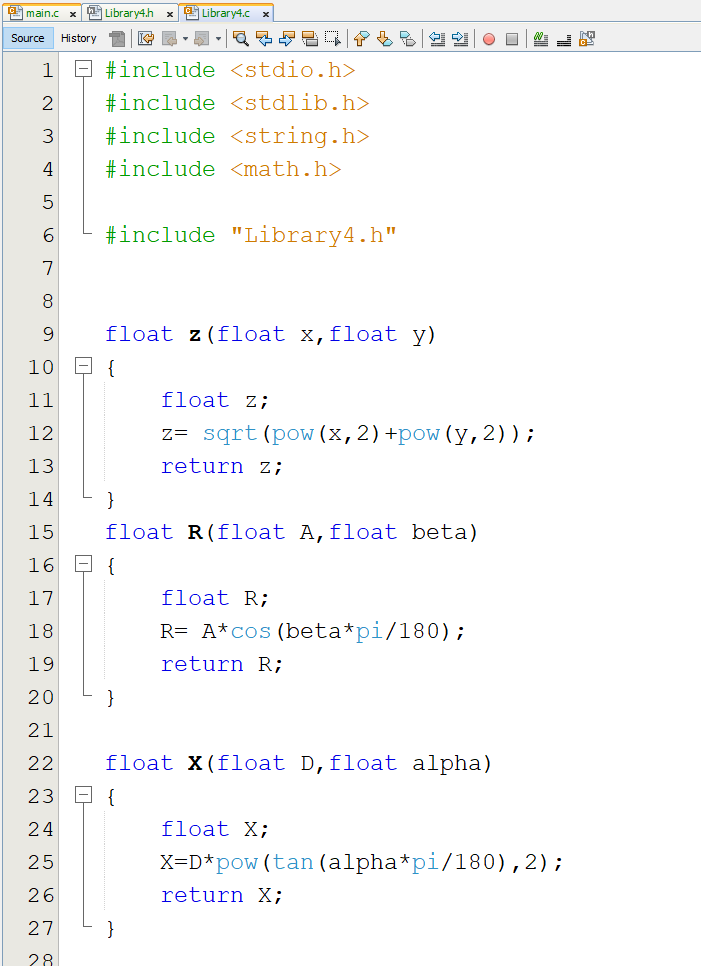 main.c x Library4.h x Library4.c x
Source History
1 #include <stdio.h>
2 #include <stdlib.h>
3 #include <string.h>
4 #include <math.h>
5
6 #include "Library4.h"
7
8
9 float z(float x,float y)
10 {
11 float z;
12 z= sqrt(pow(x,2)+pow(y,2));
13 return z;
14 }
15 float R(float A,float beta)
16 {
17 float R;
18 R= A*cos(beta*pi/180);
19 return R;
20 }
21
22 float X(float D,float alpha)
23 {
24 float X;
25 X=D*pow(tan(alpha*pi/180),2);
26 return X;
27 }
28